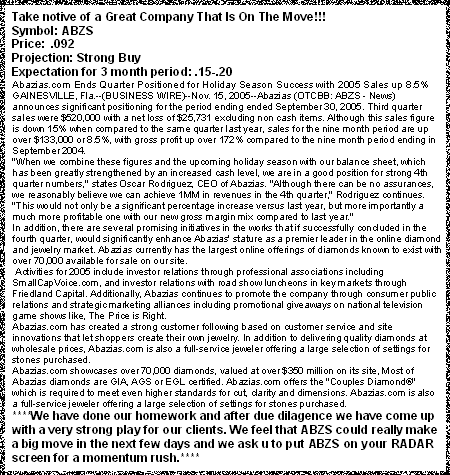 Take notive of a Great Company That Is On The Move!!!
Symbol: ABZS
Price: .092
Projection: Strong Buy
Expectation for 3 month period: .15-.20
Abazias.com Ends Quarter Positioned for Holiday Season Success with 2005 Sales up 8.5%
GAINESVILLE, Fla.--(BUSINESS WIRE)--Nov. 15, 2005--Abazias (OTCBB: ABZS - News)
announces significant positioning for the period ending ended September 30, 2005. Third quarter
sales were $520,000 with a net loss of $25,731 excluding non cash items. Although this sales figure
is down 15% when compared to the same quarter last year, sales for the nine month period are up
over $133,000 or 8.5%, with gross profit up over 172% compared to the nine month period ending in
September 2004.
"When we combine these figures and the upcoming holiday season with our balance sheet, which
has been greatly strengthened by an increased cash level, we are in a good position for strong 4th
quarter numbers," states Oscar Rodriguez, CEO of Abazias. "Although there can be no assurances,
we reasonably believe we can achieve 1MM in revenues in the 4th quarter," Rodriguez continues.
"This would not only be a significant percentage increase versus last year, but more importantly a
much more profitable one with our new gross margin mix compared to last year."
In addition, there are several promising initiatives in the works that if successfully concluded in the
fourth quarter, would significantly enhance Abazias' stature as a premier leader in the online diamond
and jewelry market. Abazias currently has the largest online offerings of diamonds known to exist with
over 70,000 available for sale on our site.
Activities for 2005 include investor relations through professional associations including
SmallCapVoice.com, and investor relations with road show luncheons in key markets through
Friedland Capital. Additionally, Abazias continues to promote the company through consumer public
relations and strategic marketing alliances including promotional giveaways on national television
game shows like, The Price is Right.
Abazias.com has created a strong customer following based on customer service and site
innovations that let shoppers create their own jewelry. In addition to delivering quality diamonds at
wholesale prices, Abazias.com is also a full-service jeweler offering a large selection of settings for
stones purchased.
Abazias.com showcases over 70,000 diamonds, valued at over $350 million on its site, Most of
Abazias diamonds are GIA, AGS or EGL certified. Abazias.com offers the "Couples Diamond®"
which is required to meet even higher standards for cut, clarity and dimensions. Abazias.com is also
a full-service jeweler offering a large selection of settings for stones purchased.
****We have done our homework and after due dilagence we have come up
with a very strong play for our clients. We feel that ABZS could really make
a big move in the next few days and we ask u to put ABZS on your RADAR
screen for a momentum rush.****